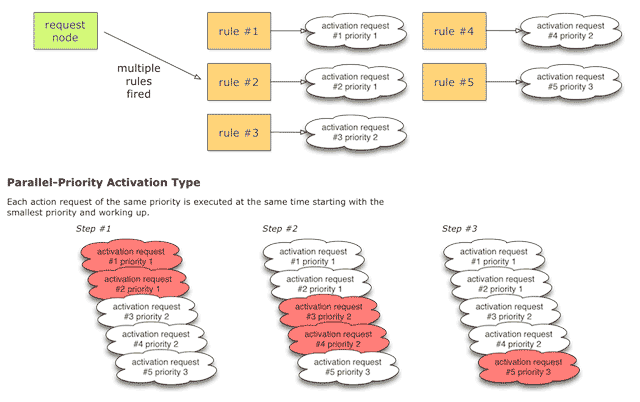 request
node
multiple
rules
fired
rule #1
activation request
#1 priority 1
rule #4
activation request
#4 priority 2
rule #2
activation request
#2 priority 1
rule #5
activation request
#5 priority 3
rule #3
activation request
#3 priority 2
Parallel-Priority Activation Type
Each action request of the same priority is executed at the same time starting with the
smallest priority and working up.
Step #1
activation request
#1 priority 1
activation request
#2 priority 1
activation request
#3 priority 2
activation request
#4 priority 2
activation request
#5 priority 3
Step #2
activation request
#1 priority 1
activation request
#2 priority 1
activation request
#3 priority 2
activation request
#4 priority 2
activation request
#5 priority 3
Step #3
activation request
#1 priority 1
activation request
#2 priority 1
activation request
#3 priority 2
activation request
#4 priority 2
activation request
#5 priority 3